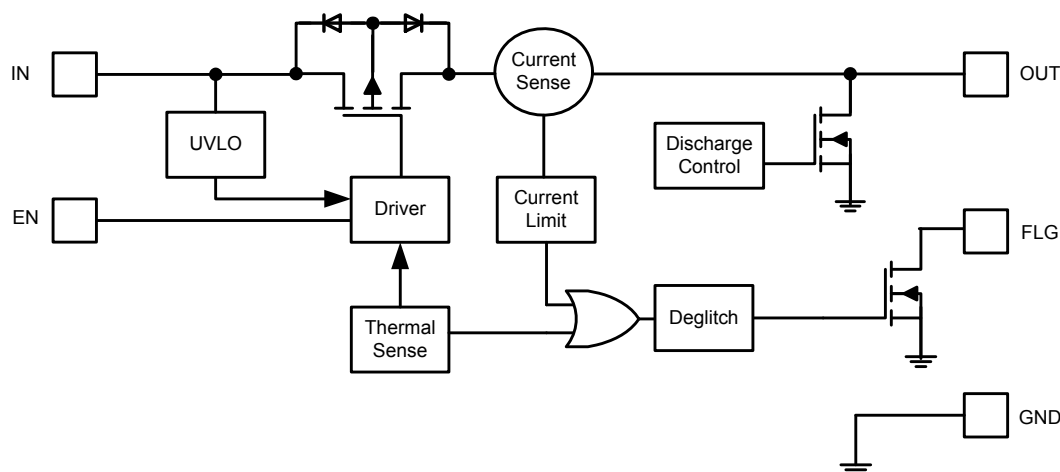 IN
UVLO
EN
Driver
Thermal
Sense
Current
Sense
Current
Limit
Discharge
Control
Deglitch
OUT
FLG
GND